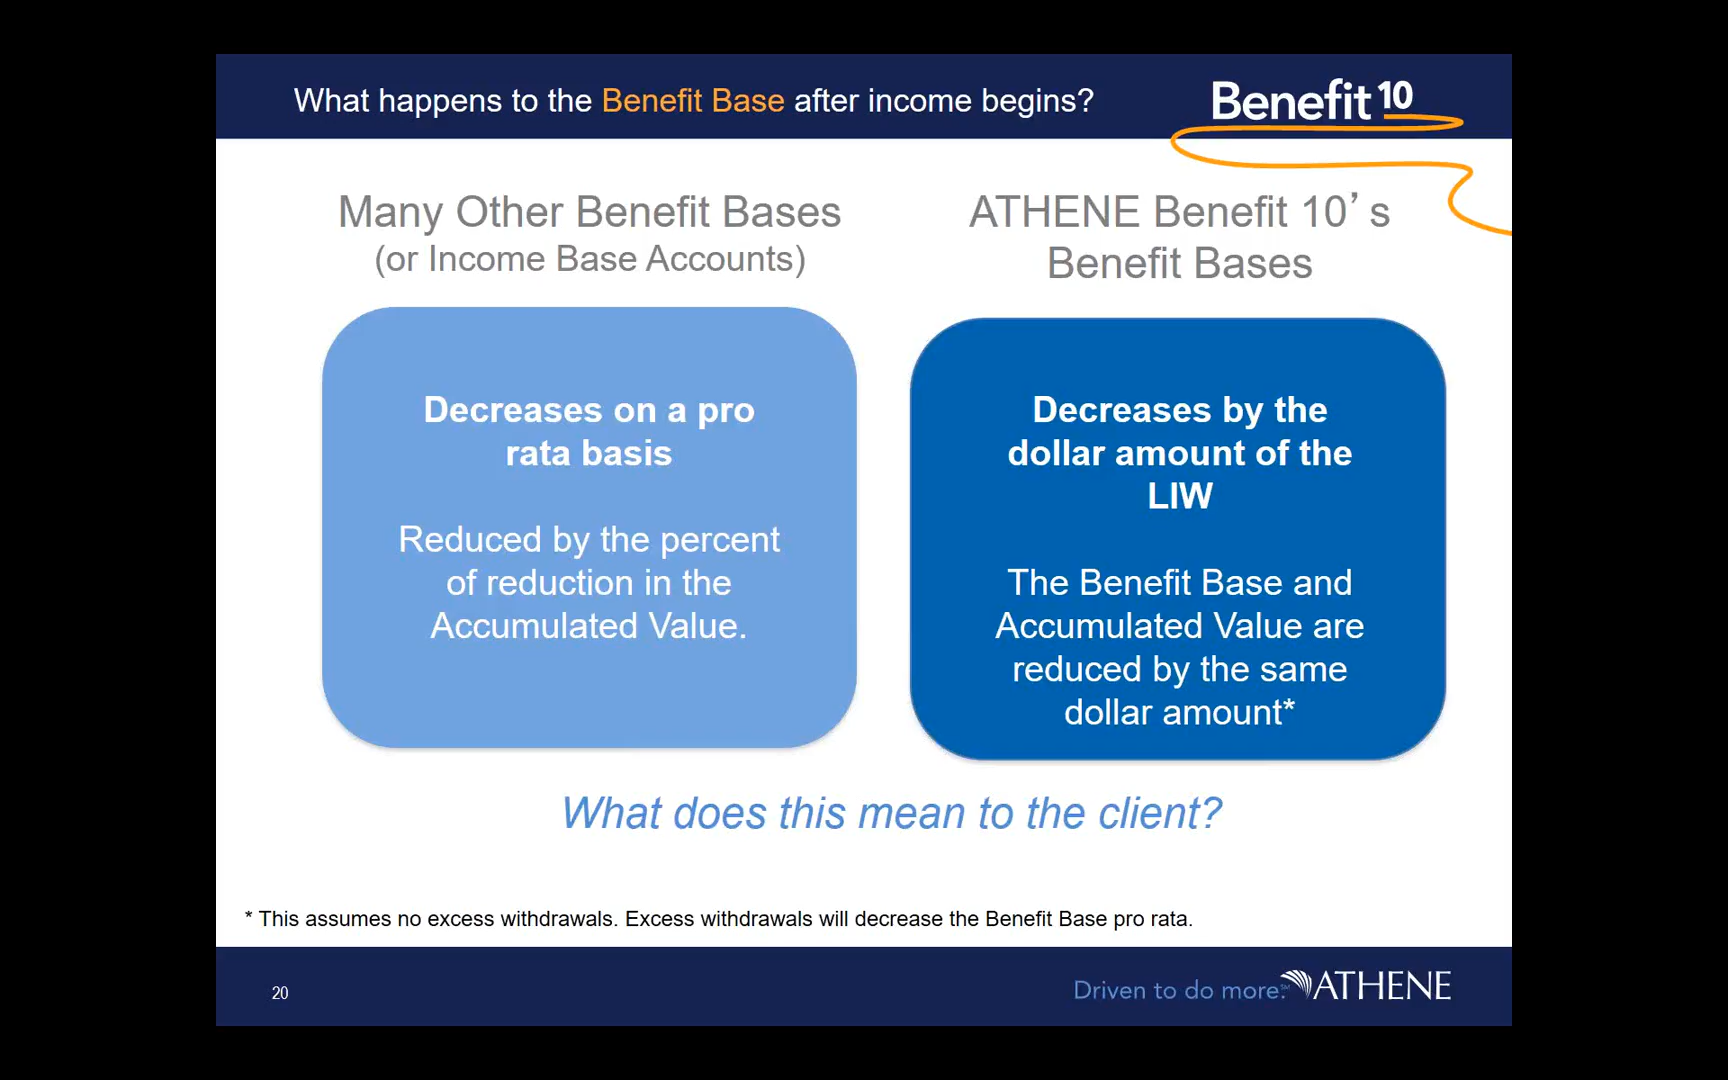 What happens to the Benefit Base after income begins?
Benefit 10
Many Other Benefit Bases
(or Income Base Accounts)
Decreases on a pro
rata basis
Reduced by the percent
of reduction in the
Accumulated Value.
ATHENE Benefit 10’s
Benefit Bases
Decreases by the
dollar amount of the
LIW
The Benefit Base and
Accumulated Value are
reduced by the same
dollar amount*
What does this mean to the client?
* This assumes no excess withdrawals. Excess withdrawals will decrease the Benefit Base pro rata.
20
Driven to do more.℠ ATHENE